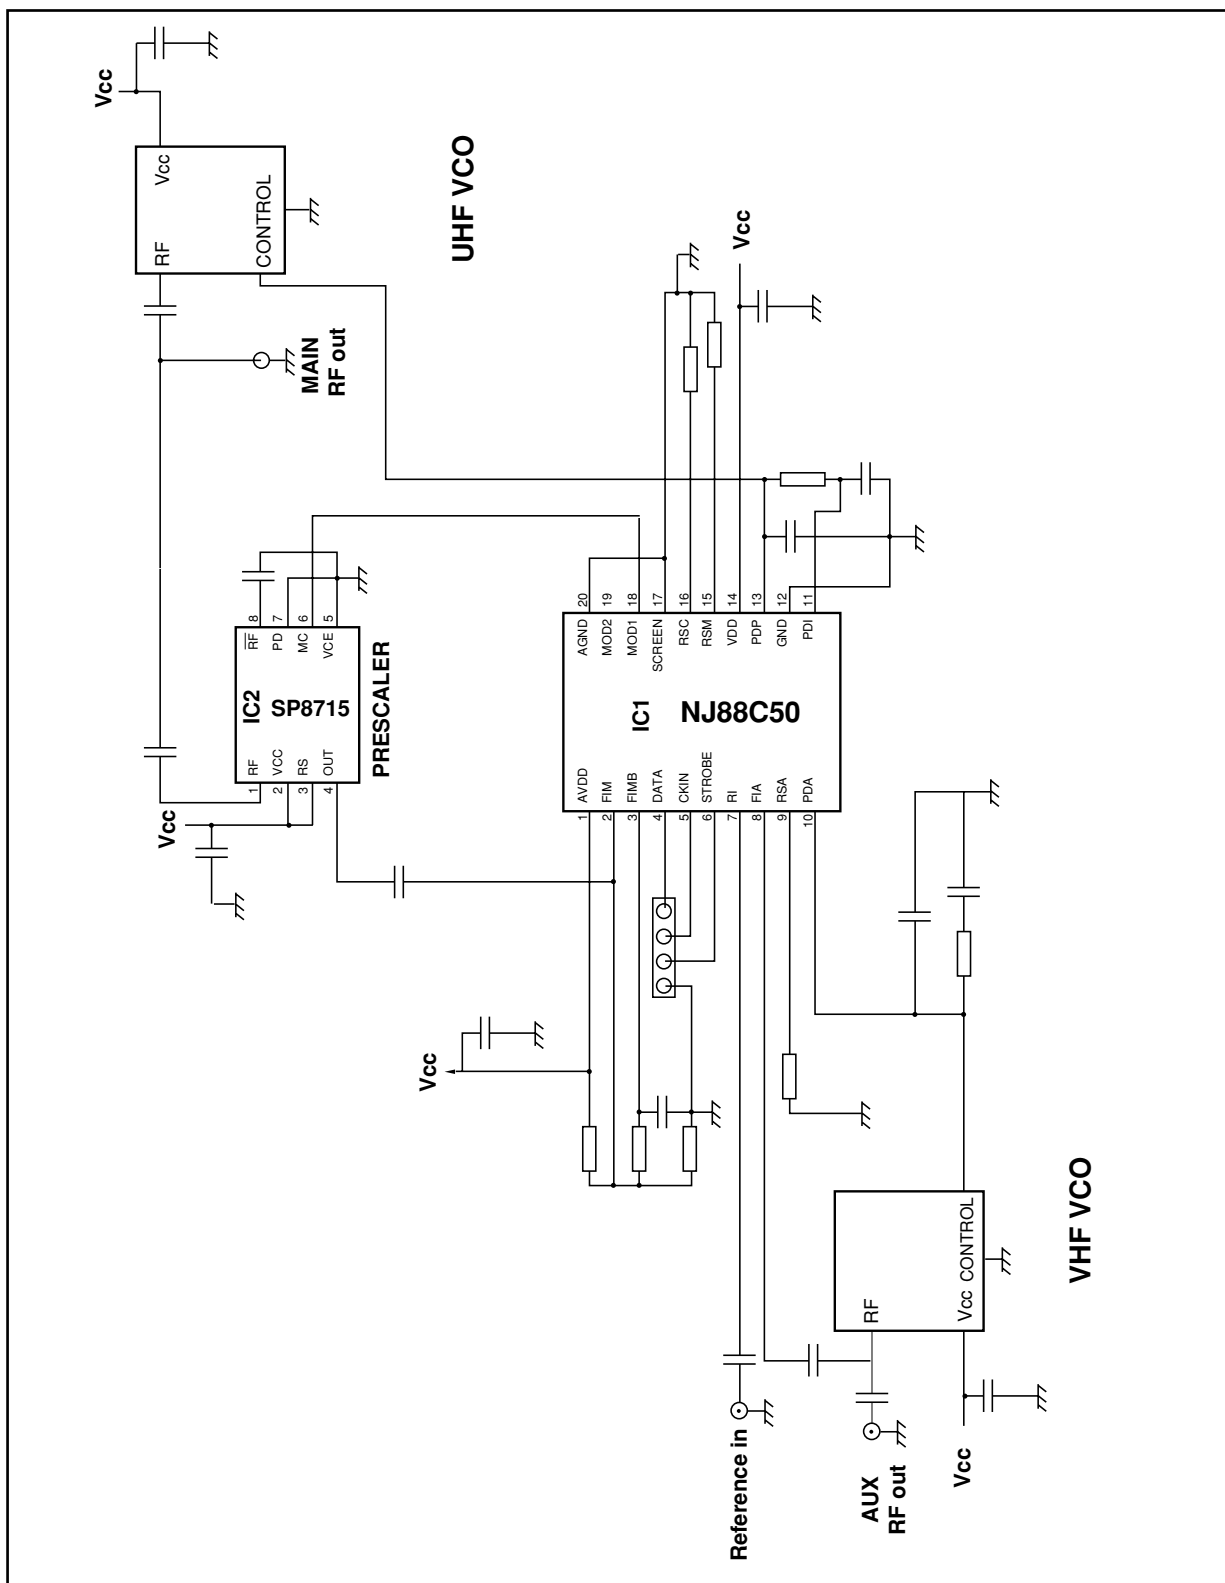 Vcc
RF
Vcc
CONTROL
UHF VCO
MAIN
RF out
Vcc
1 RF
2 VCC
3 RS
4 OUT
IC2
SP8715
RF 8
PD 7
MC 6
VCE 5
PRESCALER
Vcc
1 AVDD
2 FIM
3 FIMB
4 DATA
5 CKIN
6 STROBE
7 RI
8 FIA
9 RSA
10 PDA
IC1
NJ88C50
AGND 20
MOD2 19
MOD1 18
SCREEN 17
RSC 16
RSM 15
VDD 14
PDP 13
GND 12
PDI 11
Vcc
Reference in
AUX
RF out
Vcc
RF
Vcc CONTROL
VHF VCO